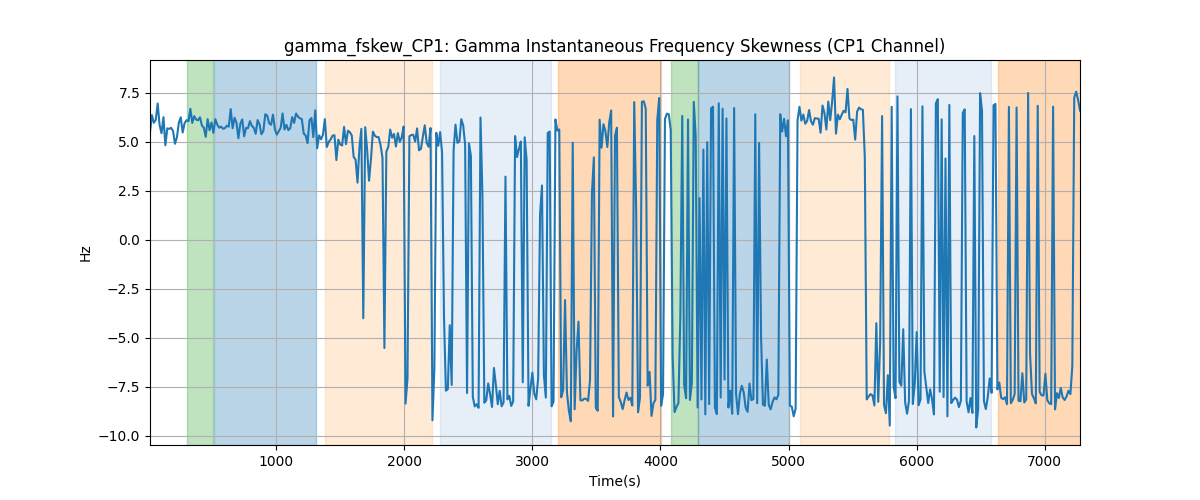 gamma_fskew_CP1: Gamma Instantaneous Frequency Skewness (CP1 Channel)
7.5
5.0
2.5
0.0
−2.5
−5.0
−7.5
−10.0
Hz
1000 2000 3000 4000 5000 6000 7000
Time(s)